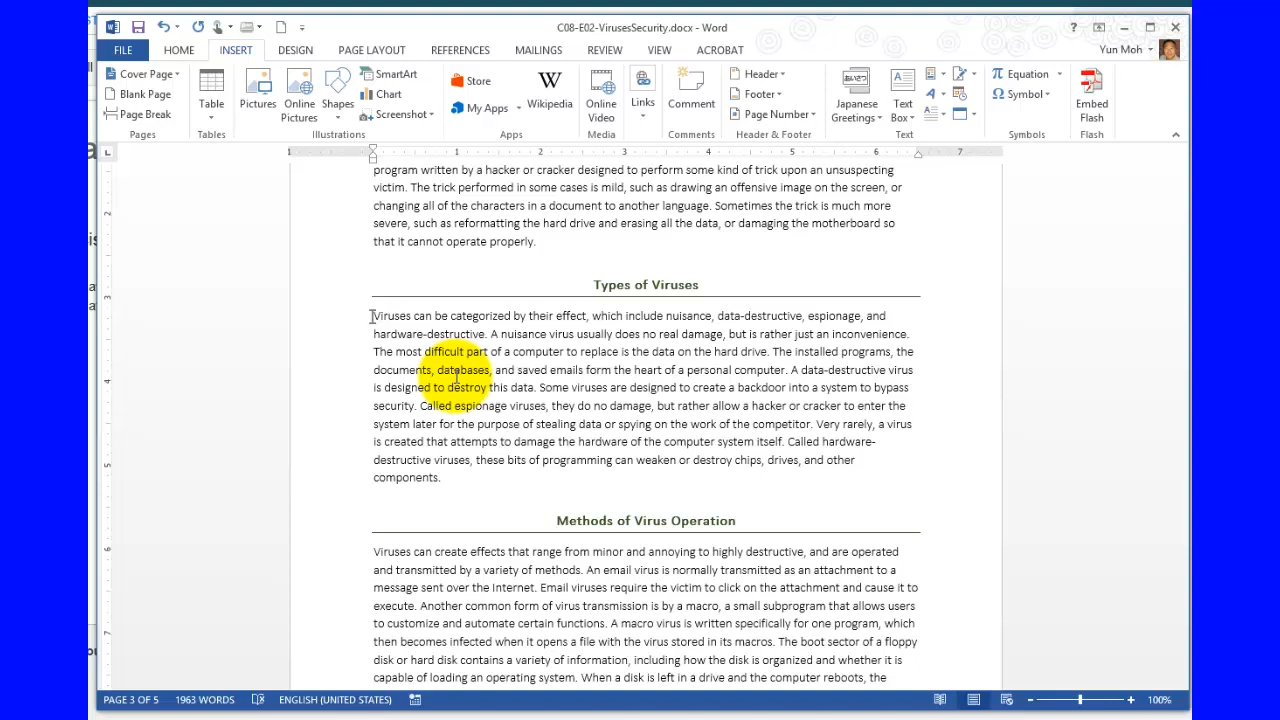 C08-E02-VirusesSecurity.docx - Word
FILE HOME INSERT DESIGN PAGE LAYOUT REFERENCES MAILINGS REVIEW VIEW ACROBAT
Yun Moh
Cover Page
Blank Page
Page Break
Pages
Table
Tables
Pictures
Online Pictures
Shapes
SmartArt
Chart
Screenshot
Illustrations
Store
My Apps
Wikipedia
Apps
Online Video
Media
Links
Comment
Comments
Header
Footer
Page Number
Header & Footer
あいさつ
Japanese Greetings
Text Box
Text
Equation
Symbol
Symbols
Embed Flash
Flash
1 1 2 3 4 5 6 7
program written by a hacker or cracker designed to perform some kind of trick upon an unsuspecting
victim. The trick performed in some cases is mild, such as drawing an offensive image on the screen, or
changing all of the characters in a document to another language. Sometimes the trick is much more
severe, such as reformatting the hard drive and erasing all the data, or damaging the motherboard so
that it cannot operate properly.
Types of Viruses
Viruses can be categorized by their effect, which include nuisance, data-destructive, espionage, and
hardware-destructive. A nuisance virus usually does no real damage, but is rather just an inconvenience.
The most difficult part of a computer to replace is the data on the hard drive. The installed programs, the
documents, databases, and saved emails form the heart of a personal computer. A data-destructive virus
is designed to destroy this data. Some viruses are designed to create a backdoor into a system to bypass
security. Called espionage viruses, they do no damage, but rather allow a hacker or cracker to enter the
system later for the purpose of stealing data or spying on the work of the competitor. Very rarely, a virus
is created that attempts to damage the hardware of the computer system itself. Called hardware-
destructive viruses, these bits of programming can weaken or destroy chips, drives, and other
components.
Methods of Virus Operation
Viruses can create effects that range from minor and annoying to highly destructive, and are operated
and transmitted by a variety of methods. An email virus is normally transmitted as an attachment to a
message sent over the Internet. Email viruses require the victim to click on the attachment and cause it to
execute. Another common form of virus transmission is by a macro, a small subprogram that allows users
to customize and automate certain functions. A macro virus is written specifically for one program, which
then becomes infected when it opens a file with the virus stored in its macros. The boot sector of a floppy
disk or hard disk contains a variety of information, including how the disk is organized and whether it is
capable of loading an operating system. When a disk is left in a drive and the computer reboots, the
2
3
4
5
6
7
PAGE 3 OF 5 1963 WORDS ENGLISH (UNITED STATES) 100%